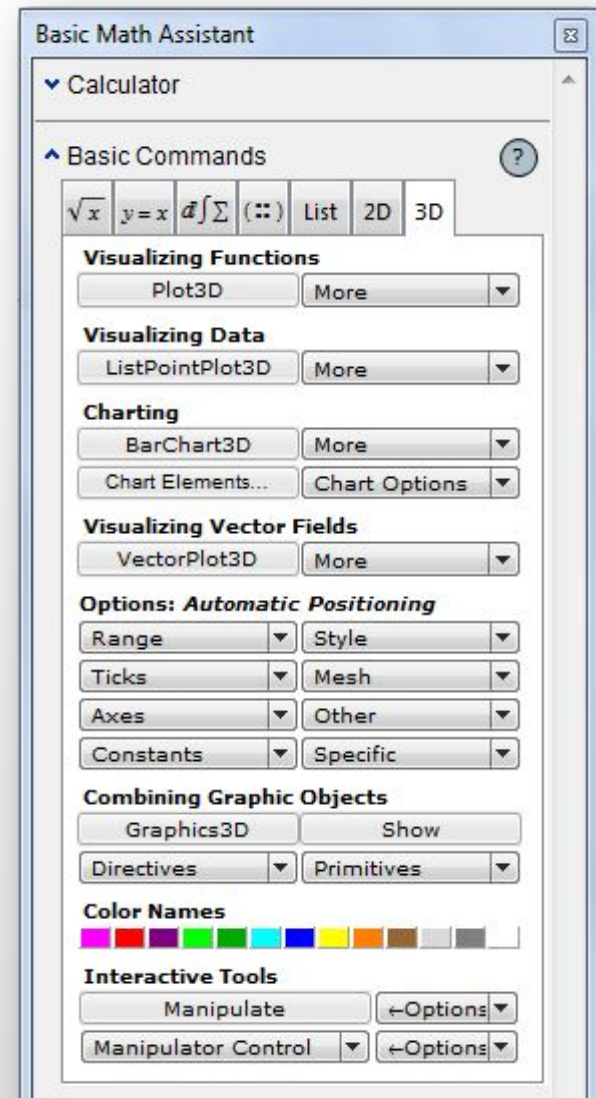 Basic Math Assistant
Calculator
Basic Commands ?
√x y=x d∫Σ (::) List 2D 3D
Visualizing Functions
Plot3D More
Visualizing Data
ListPointPlot3D More
Charting
BarChart3D More
Chart Elements... Chart Options
Visualizing Vector Fields
VectorPlot3D More
Options: Automatic Positioning
Range Style
Ticks Mesh
Axes Other
Constants Specific
Combining Graphic Objects
Graphics3D Show
Directives Primitives
Color Names
Interactive Tools
Manipulate ←Options
Manipulator Control ←Options